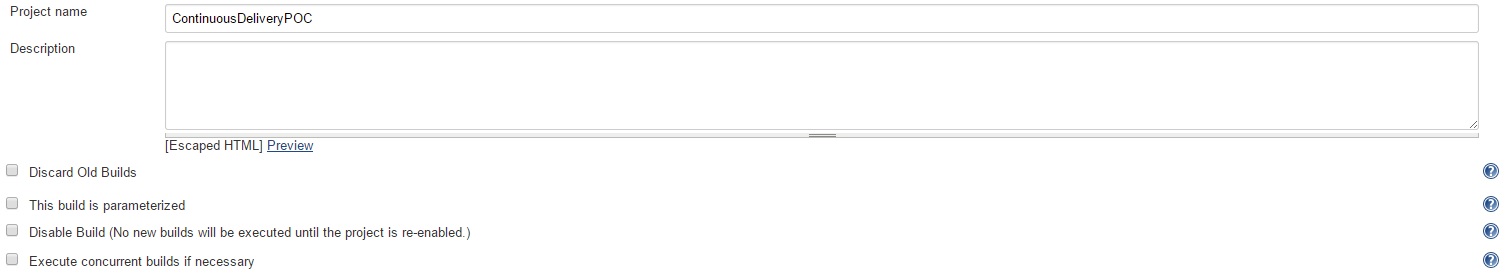 Project name
ContinuousDeliveryPOC
Description
[Escaped HTML] Preview
Discard Old Builds
This build is parameterized
Disable Build (No new builds will be executed until the project is re-enabled.)
Execute concurrent builds if necessary